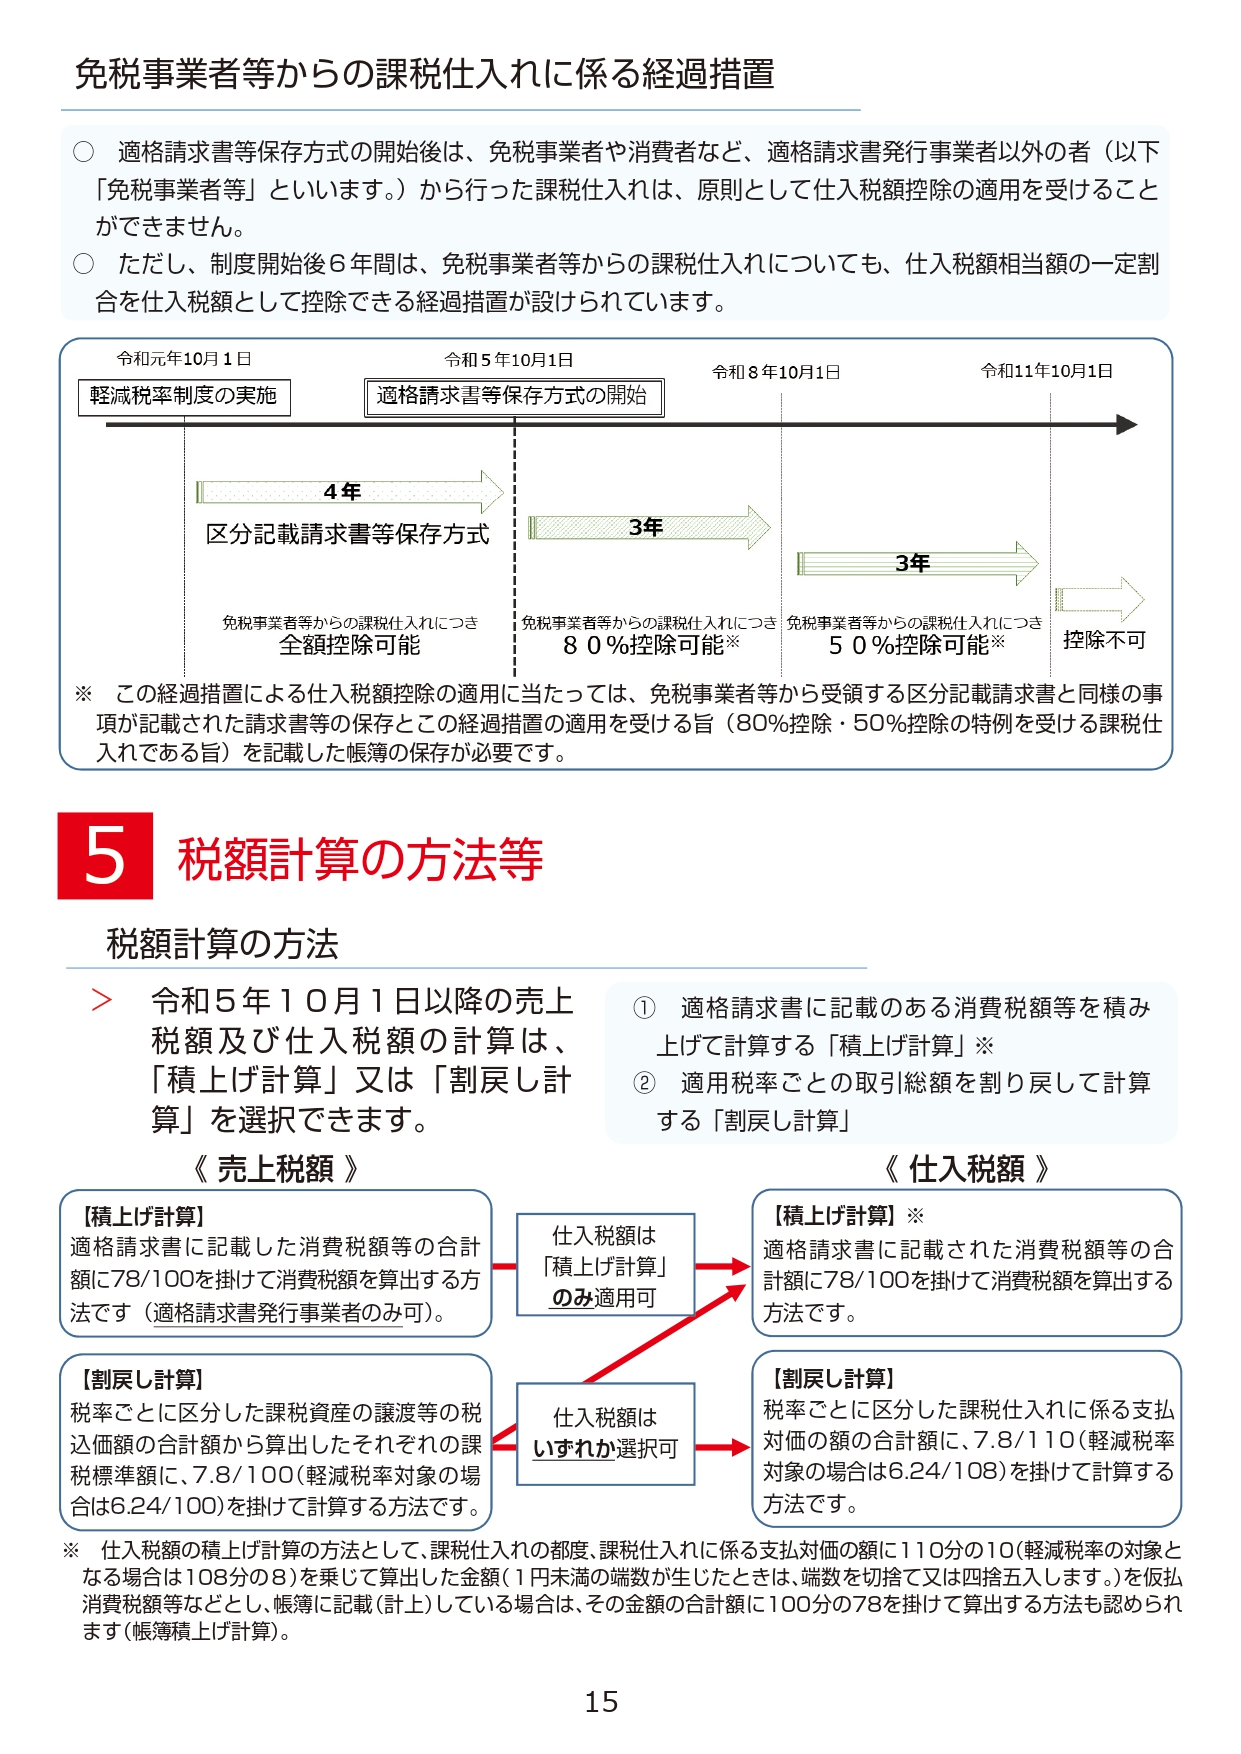 免税事業者等からの課税仕入れに係る経過措置
○　適格請求書等保存方式の開始後は、免税事業者や消費者など、適格請求書発行事業者以外の者（以下
「免税事業者等」といいます。）から行った課税仕入れは、原則として仕入税額控除の適用を受けること
ができません。
○　ただし、制度開始後６年間は、免税事業者等からの課税仕入れについても、仕入税額相当額の一定割
合を仕入税額として控除できる経過措置が設けられています。
令和元年10月１日
令和５年10月1日
令和８年10月1日
令和11年10月1日
軽減税率制度の実施
適格請求書等保存方式の開始
4年
区分記載請求書等保存方式
3年
3年
免税事業者等からの課税仕入れにつき
全額控除可能
免税事業者等からの課税仕入れにつき
８０％控除可能※
免税事業者等からの課税仕入れにつき
５０％控除可能※
控除不可
※　この経過措置による仕入税額控除の適用に当たっては、免税事業者等から受領する区分記載請求書と同様の事
項が記載された請求書等の保存とこの経過措置の適用を受ける旨（80％控除・50％控除の特例を受ける課税仕
入れである旨）を記載した帳簿の保存が必要です。
5 税額計算の方法等
税額計算の方法
＞　令和５年１０月１日以降の売上
税額及び仕入税額の計算は、
「積上げ計算」又は「割戻し計
算」を選択できます。
①　適格請求書に記載のある消費税額等を積み
上げて計算する「積上げ計算」※
②　適用税率ごとの取引総額を割り戻して計算
する「割戻し計算」
《 売上税額 》
《 仕入税額 》
【積上げ計算】
適格請求書に記載した消費税額等の合計
額に78/100を掛けて消費税額を算出する方
法です（適格請求書発行事業者のみ可）。
仕入税額は
「積上げ計算」
のみ適用可
【積上げ計算】※
適格請求書に記載された消費税額等の合
計額に78/100を掛けて消費税額を算出する
方法です。
【割戻し計算】
税率ごとに区分した課税資産の譲渡等の税
込価額の合計額から算出したそれぞれの課
税標準額に、7.8/100（軽減税率対象の場
合は6.24/100）を掛けて計算する方法です。
仕入税額は
いずれか選択可
【割戻し計算】
税率ごとに区分した課税仕入れに係る支払
対価の額の合計額に、7.8/110（軽減税率
対象の場合は6.24/108）を掛けて計算する
方法です。
※　仕入税額の積上げ計算の方法として、課税仕入れの都度、課税仕入れに係る支払対価の額に110分の10（軽減税率の対象と
なる場合は108分の８）を乗じて算出した金額（１円未満の端数が生じたときは、端数を切捨て又は四捨五入します。）を仮払
消費税額等などとし、帳簿に記載（計上）している場合は、その金額の合計額に100分の78を掛けて算出する方法も認められ
ます（帳簿積上げ計算）。
15